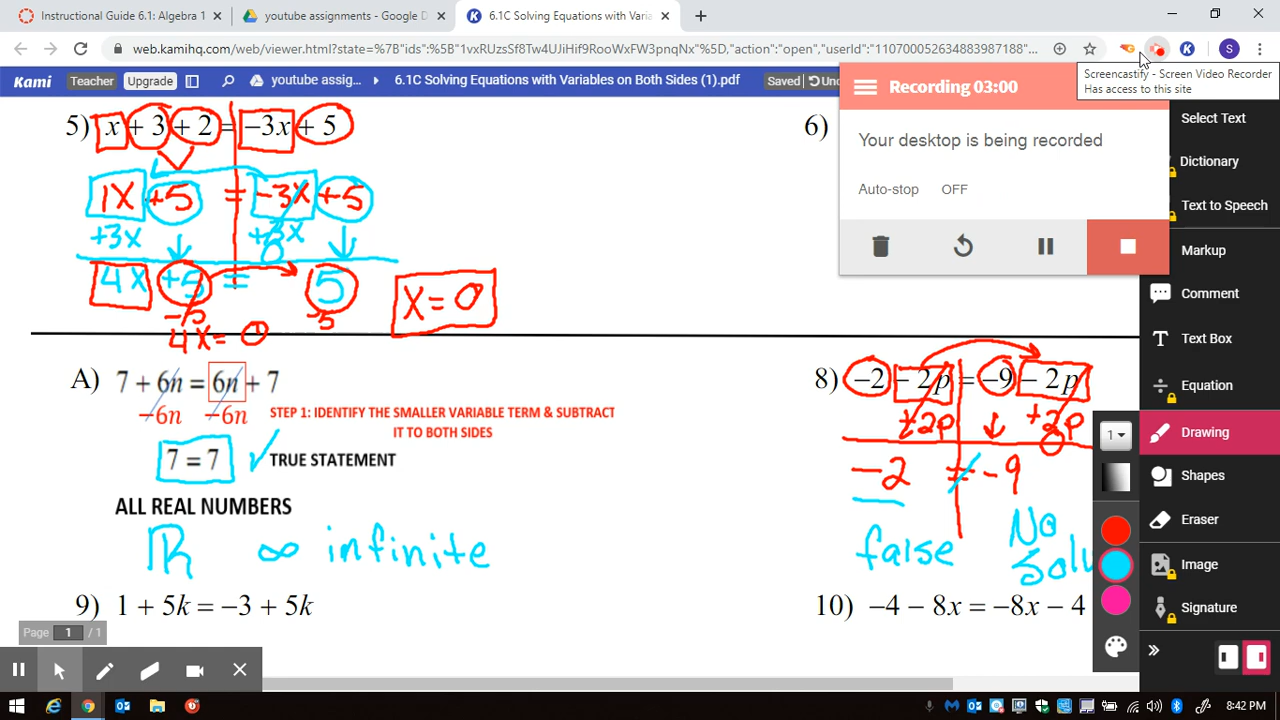 Instructional Guide 6.1: Algebra 1
youtube assignments - Google D
6.1C Solving Equations with Varia
web.kamihq.com/web/viewer.html?state=%7B"ids":%5B"1vxRUzsSf8Tw4UJiHif9RooWxFW3pnqNx"%5D,"action":"open","userId":"110700052634883987188"...
Screencastify - Screen Video Recorder
Has access to this site
Kami Teacher Upgrade youtube assig... 6.1C Solving Equations with Variables on Both Sides (1).pdf Saved Undo
Recording 03:00
Your desktop is being recorded
Auto-stop OFF
Select Text
Dictionary
Text to Speech
Markup
Comment
Text Box
Equation
Drawing
Shapes
Eraser
Image
Signature
5) x + 3 + 2 = −3x + 5
1x +5 = -3x +5
+3x +3x
0
4x +5 = 5
-5 -5
4x = 0
x = 0
6)
A) 7 + 6n = 6n + 7
−6n −6n
STEP 1: IDENTIFY THE SMALLER VARIABLE TERM & SUBTRACT
IT TO BOTH SIDES
7 = 7 ✓ TRUE STATEMENT
ALL REAL NUMBERS
ℝ ∞ infinite
8) −2 − 2p = −9 − 2p
+2p +2p
0
-2 ≠ -9
false No
Solu
9) 1 + 5k = −3 + 5k
10) −4 − 8x = −8x − 4
Page 1 / 1
1
8:42 PM